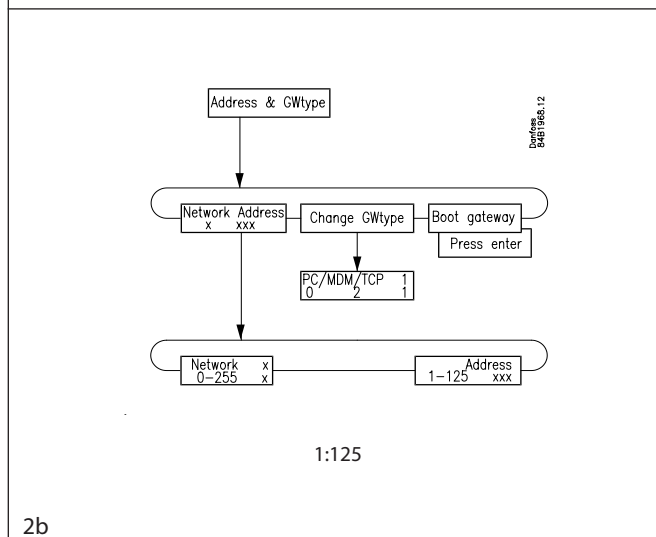 Address & GWtype
Danfoss
84B1968.12
Network Address
x xxx
Change GWtype
Boot gateway
Press enter
PC/MDM/TCP 1
0 2 1
Network x
0-255 x
Address
1-125 xxx
1:125
2b